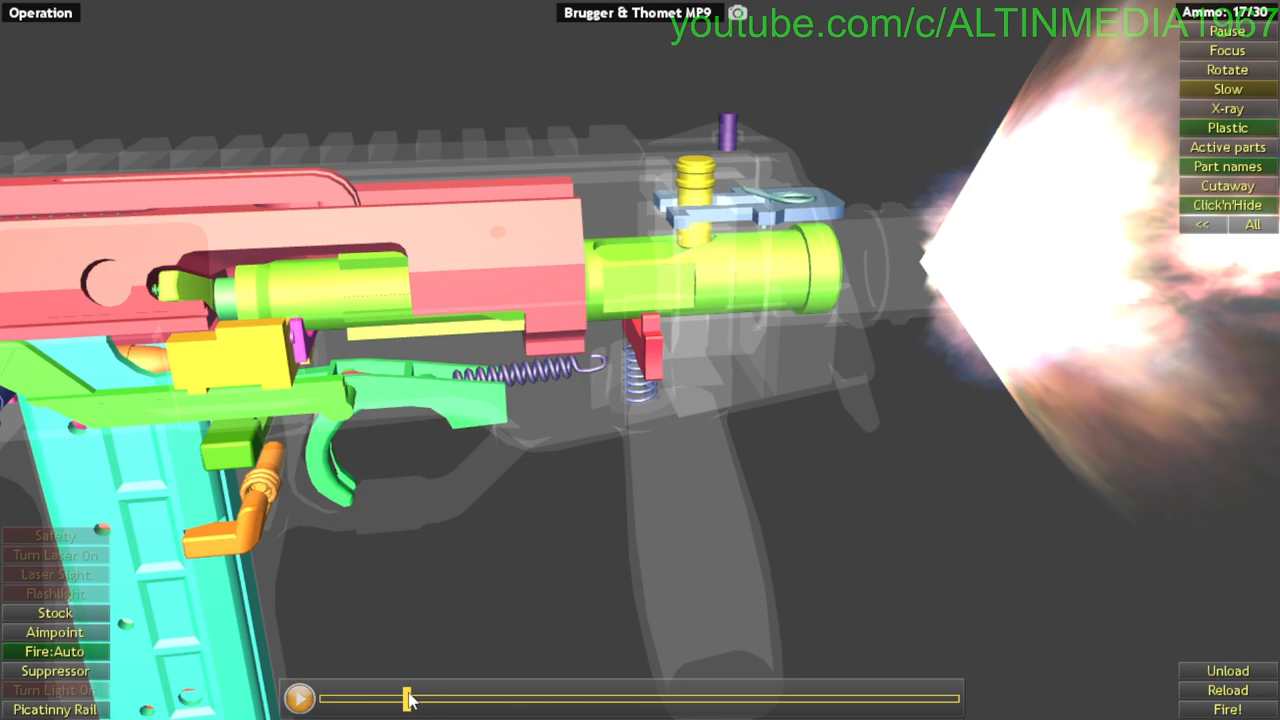 Operation
Brugger & Thomet MP9
Ammo: 17/30
youtube.com/c/ALTINMEDIA1967
Pause
Focus
Rotate
Slow
X-ray
Plastic
Active parts
Part names
Cutaway
Click'n'Hide
<< All
Safety
Turn Laser On
Laser Sight
Flashlight
Stock
Aimpoint
Fire:Auto
Suppressor
Turn Light On
Picatinny Rail
Unload
Reload
Fire!